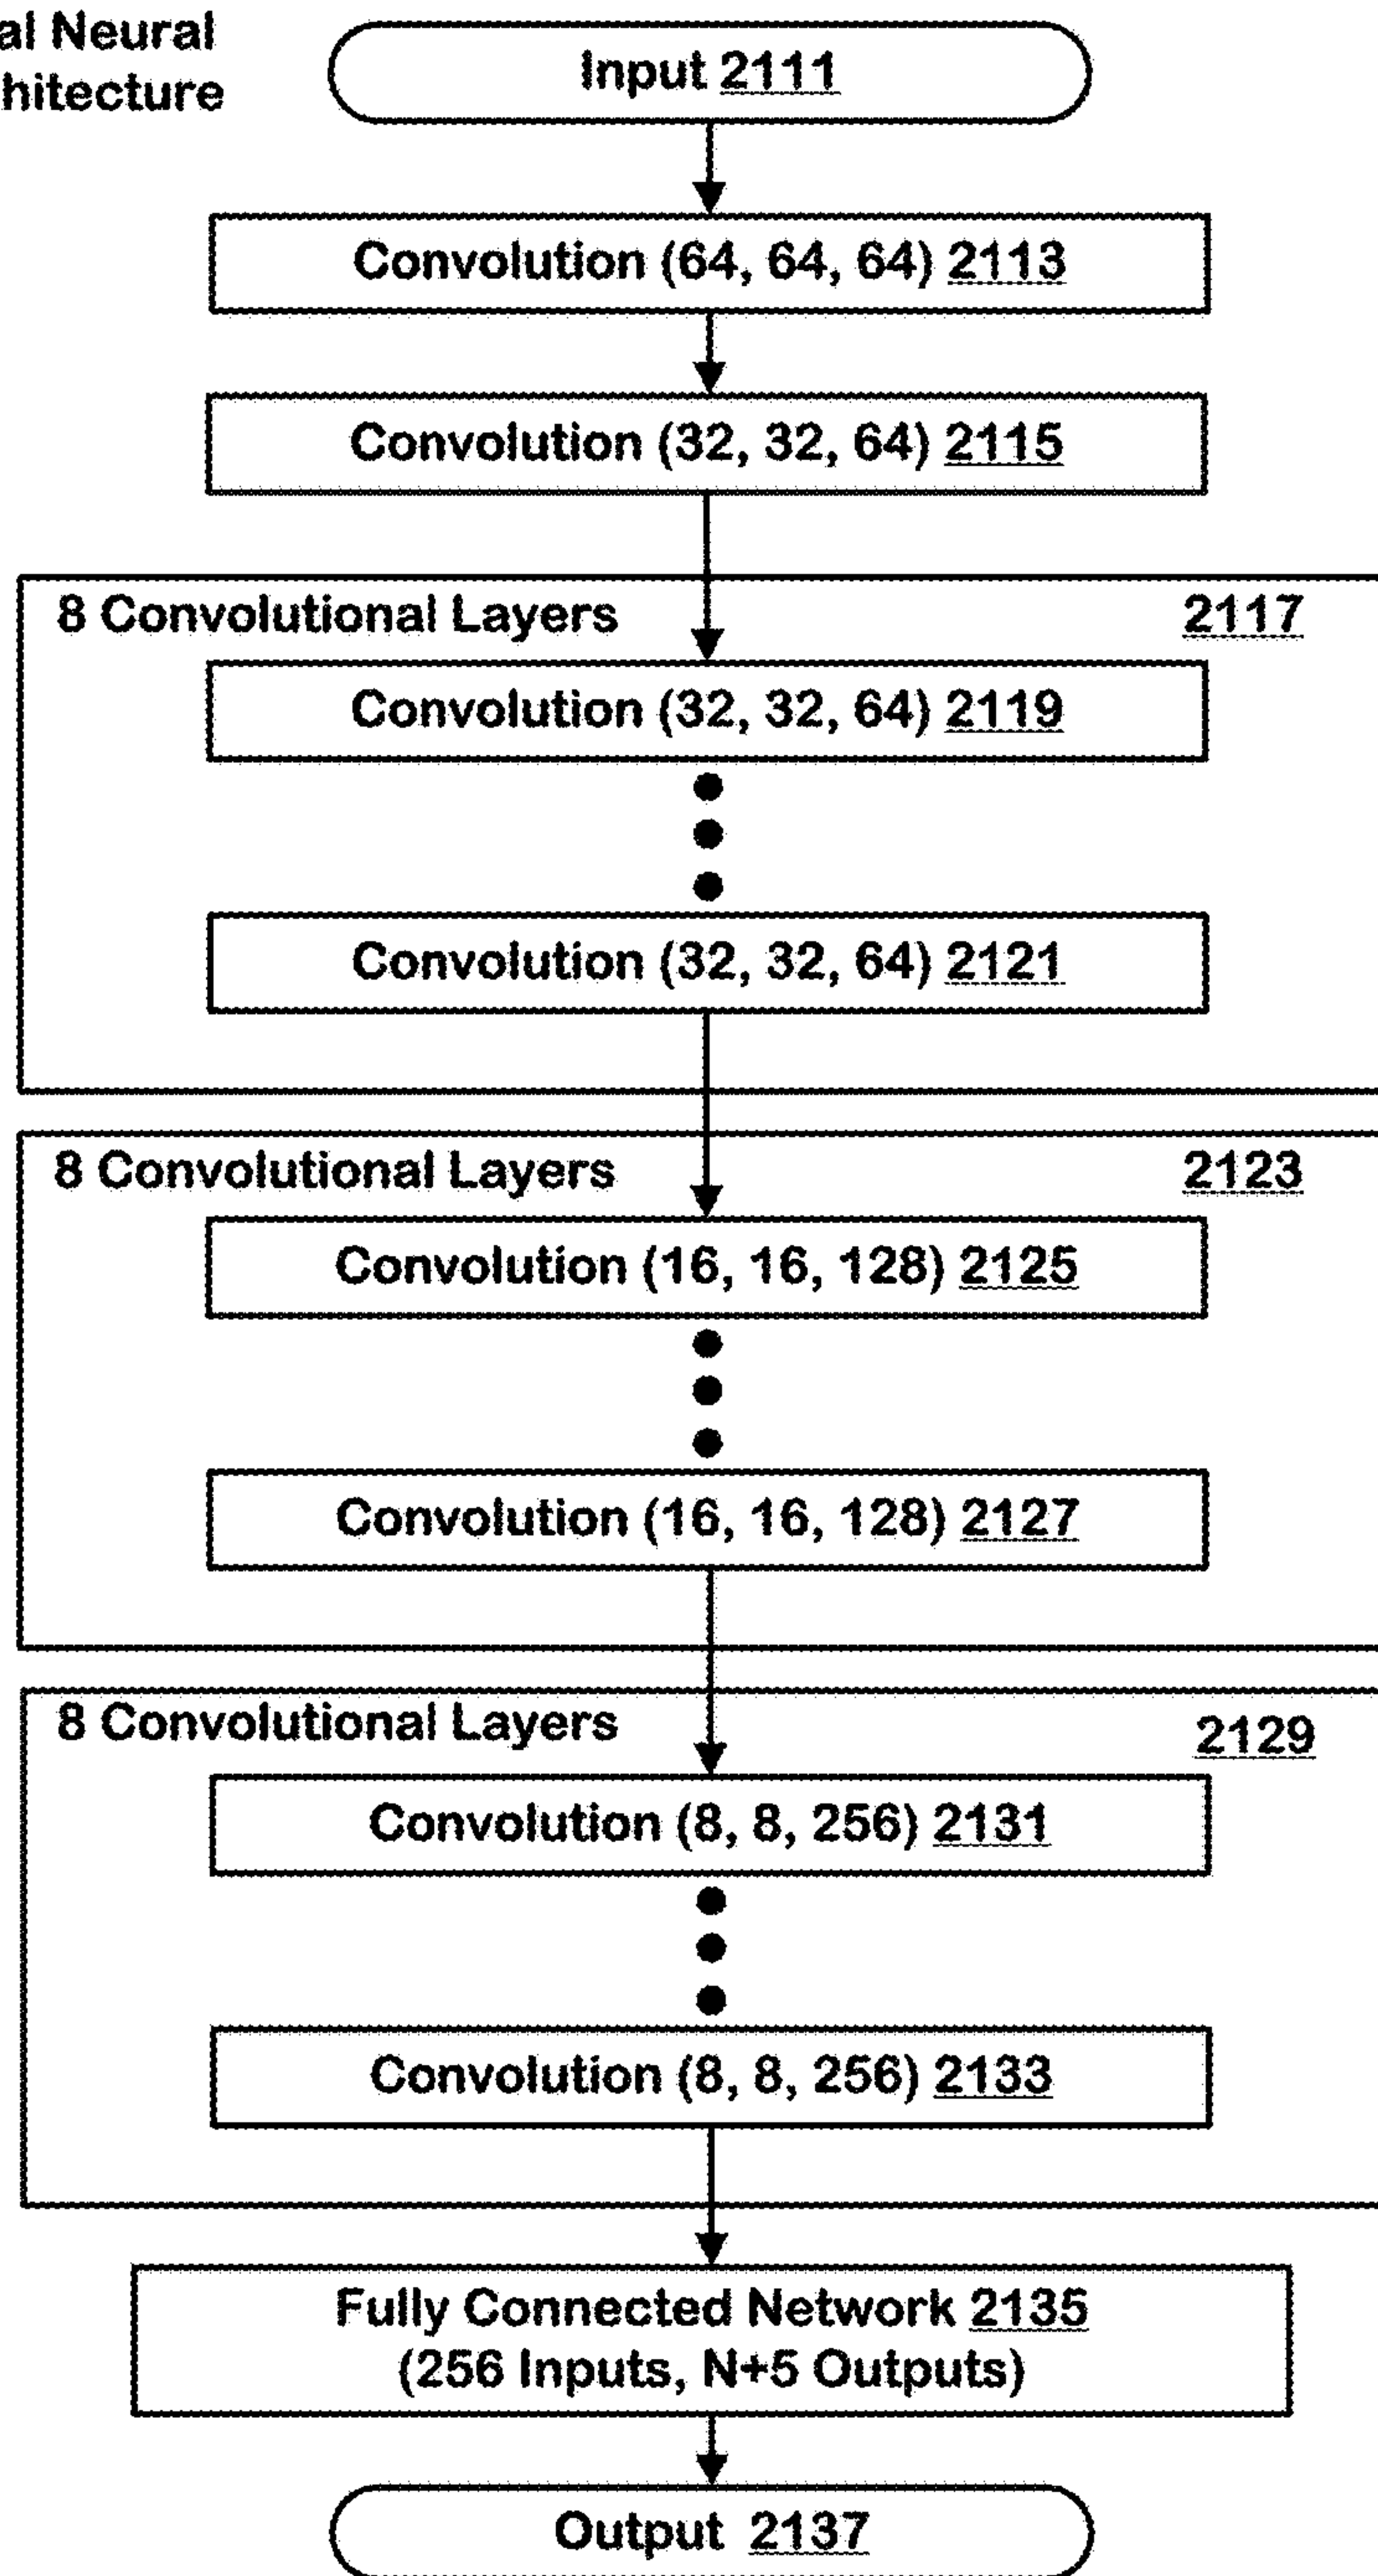 al Neural
hitecture
Input 2111
Convolution (64, 64, 64) 2113
Convolution (32, 32, 64) 2115
8 Convolutional Layers 2117
Convolution (32, 32, 64) 2119
Convolution (32, 32, 64) 2121
8 Convolutional Layers 2123
Convolution (16, 16, 128) 2125
Convolution (16, 16, 128) 2127
8 Convolutional Layers 2129
Convolution (8, 8, 256) 2131
Convolution (8, 8, 256) 2133
Fully Connected Network 2135
(256 Inputs, N+5 Outputs)
Output 2137